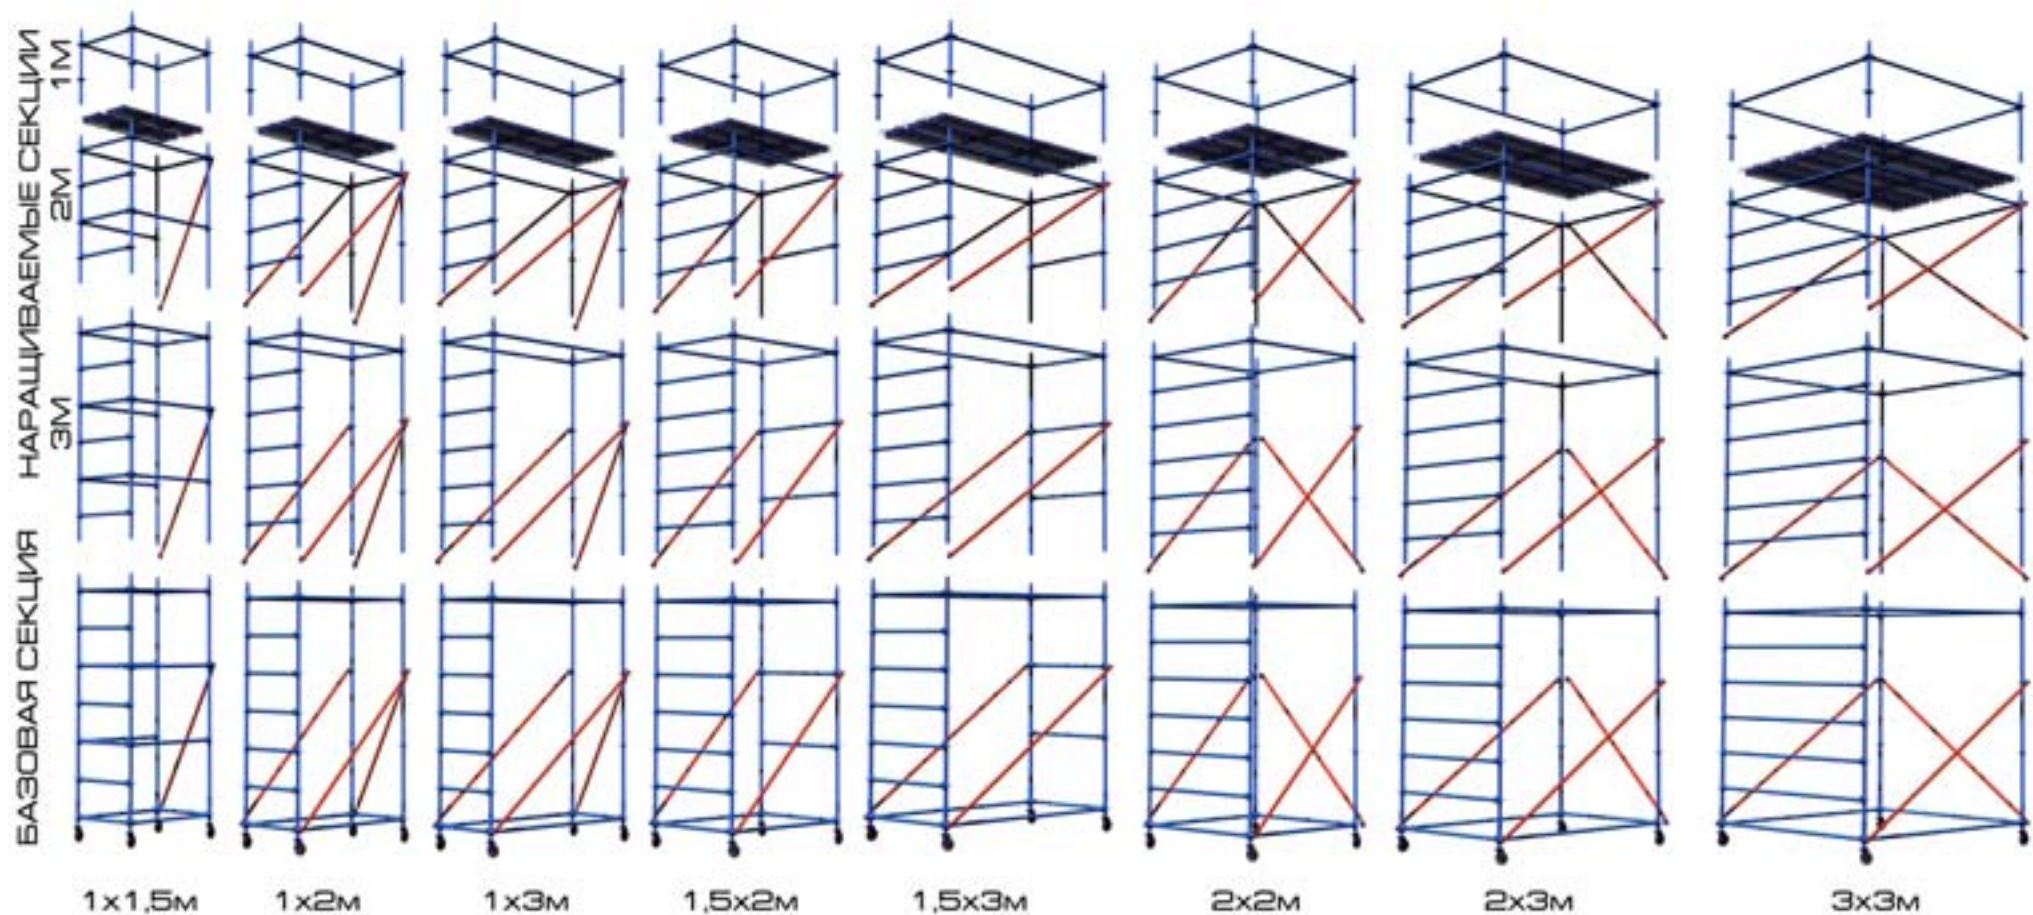 НАРАЩИВАЕМЫЕ СЕКЦИИ
1М
2М
3М
БАЗОВАЯ СЕКЦИЯ
1х1,5м
1х2м
1х3м
1,5х2м
1,5х3м
2х2м
2х3м
3х3м